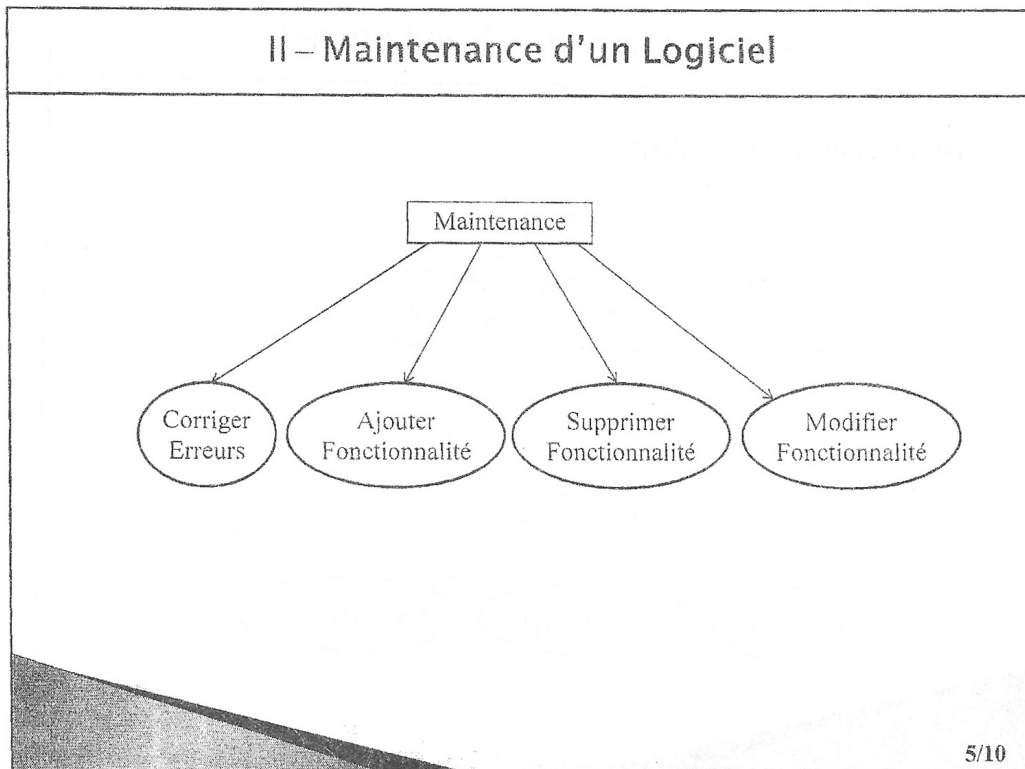 II – Maintenance d'un Logiciel
Maintenance
Corriger
Erreurs
Ajouter
Fonctionnalité
Supprimer
Fonctionnalité
Modifier
Fonctionnalité
5/10